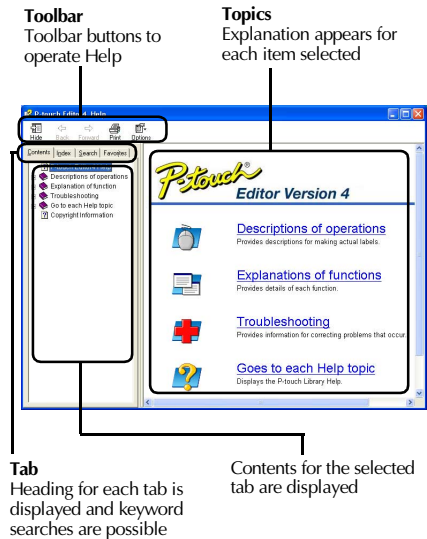 Toolbar
Toolbar buttons to
operate Help
Topics
Explanation appears for
each item selected
P-touch Editor 4 Help
Hide Back Forward Print Options
Contents Index Search Favorites
P-touch Editor 4 Help
Descriptions of operations
Explanation of function
Troubleshooting
Go to each Help topic
Copyright Information
P-touch
Editor Version 4
Descriptions of operations
Provides descriptions for making actual labels.
Explanations of functions
Provides details of each function.
Troubleshooting
Provides information for correcting problems that occur.
Goes to each Help topic
Displays the P-touch Library Help.
Tab
Heading for each tab is
displayed and keyword
searches are possible
Contents for the selected
tab are displayed